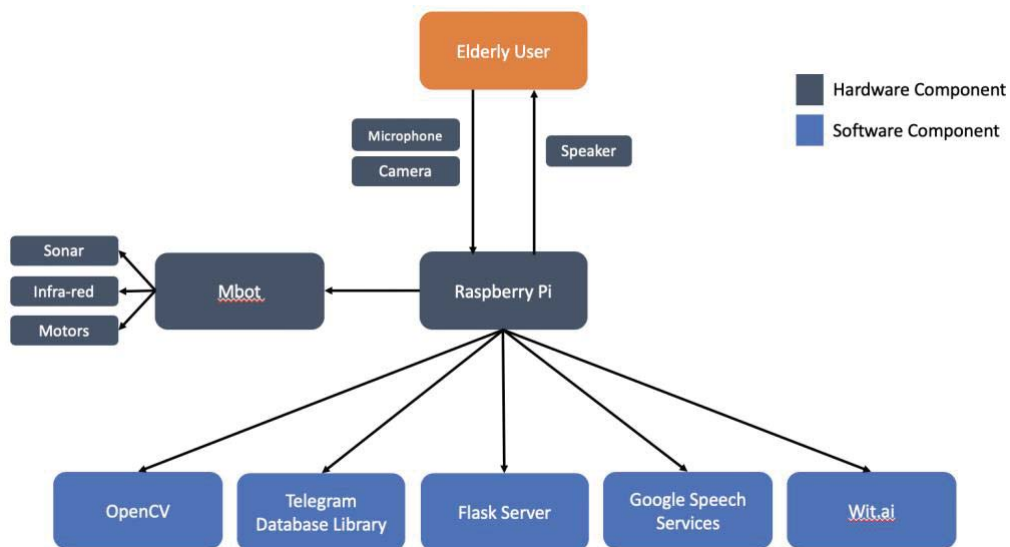 Elderly User
Hardware Component
Software Component
Microphone
Camera
Speaker
Sonar
Infra-red
Motors
Mbot
Raspberry Pi
OpenCV
Telegram
Database Library
Flask Server
Google Speech
Services
Wit.ai